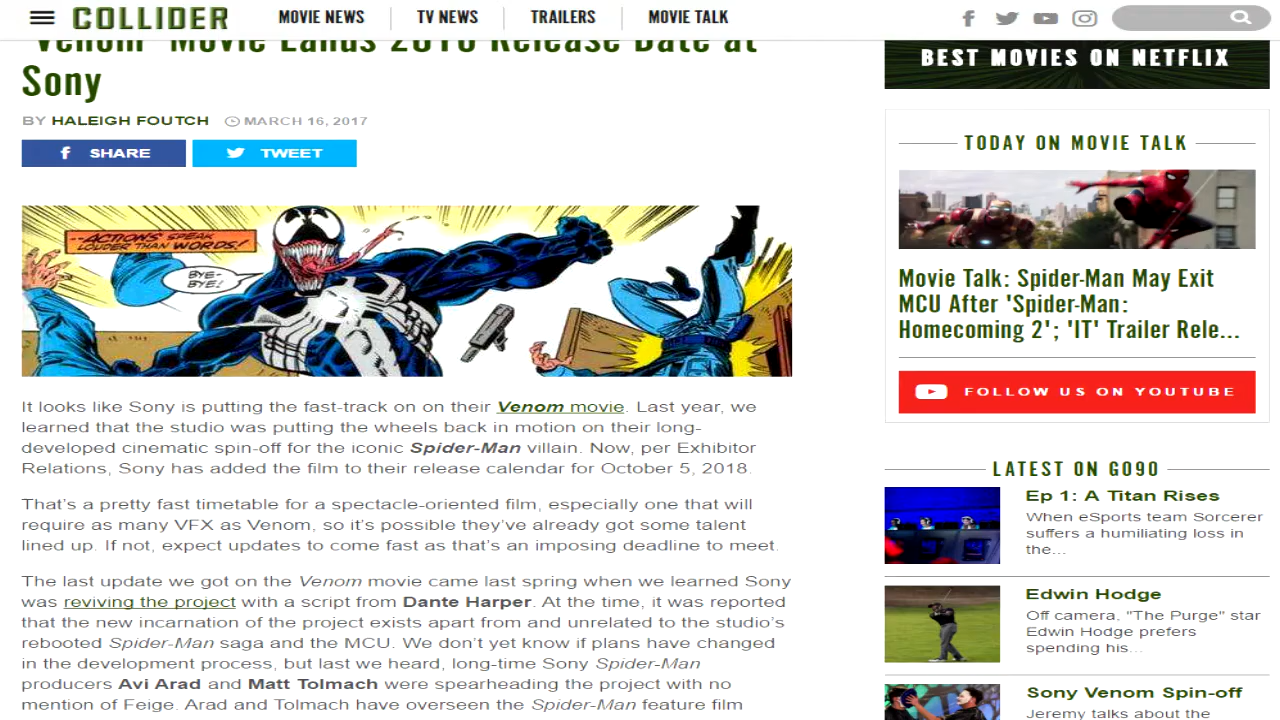 COLLIDER
MOVIE NEWS
TV NEWS
TRAILERS
MOVIE TALK
'Venom' Movie Lands 2018 Release Date at
Sony
BY HALEIGH FOUTCH MARCH 16, 2017
SHARE
TWEET
--ACTIONS SPEAK
LOUDER THAN WORDS!
BYE-
BYE!
It looks like Sony is putting the fast-track on on their Venom movie. Last year, we
learned that the studio was putting the wheels back in motion on their long-
developed cinematic spin-off for the iconic Spider-Man villain. Now, per Exhibitor
Relations, Sony has added the film to their release calendar for October 5, 2018.
That's a pretty fast timetable for a spectacle-oriented film, especially one that will
require as many VFX as Venom, so it's possible they've already got some talent
lined up. If not, expect updates to come fast as that's an imposing deadline to meet.
The last update we got on the Venom movie came last spring when we learned Sony
was reviving the project with a script from Dante Harper. At the time, it was reported
that the new incarnation of the project exists apart from and unrelated to the studio's
rebooted Spider-Man saga and the MCU. We don't yet know if plans have changed
in the development process, but last we heard, long-time Sony Spider-Man
producers Avi Arad and Matt Tolmach were spearheading the project with no
mention of Feige. Arad and Tolmach have overseen the Spider-Man feature film
BEST MOVIES ON NETFLIX
TODAY ON MOVIE TALK
Movie Talk: Spider-Man May Exit
MCU After 'Spider-Man:
Homecoming 2'; 'IT' Trailer Rele...
FOLLOW US ON YOUTUBE
LATEST ON GO90
Ep 1: A Titan Rises
When eSports team Sorcerer
suffers a humiliating loss in
the...
Edwin Hodge
Off camera, "The Purge" star
Edwin Hodge prefers
spending his...
Sony Venom Spin-off
Jeremy talks about the